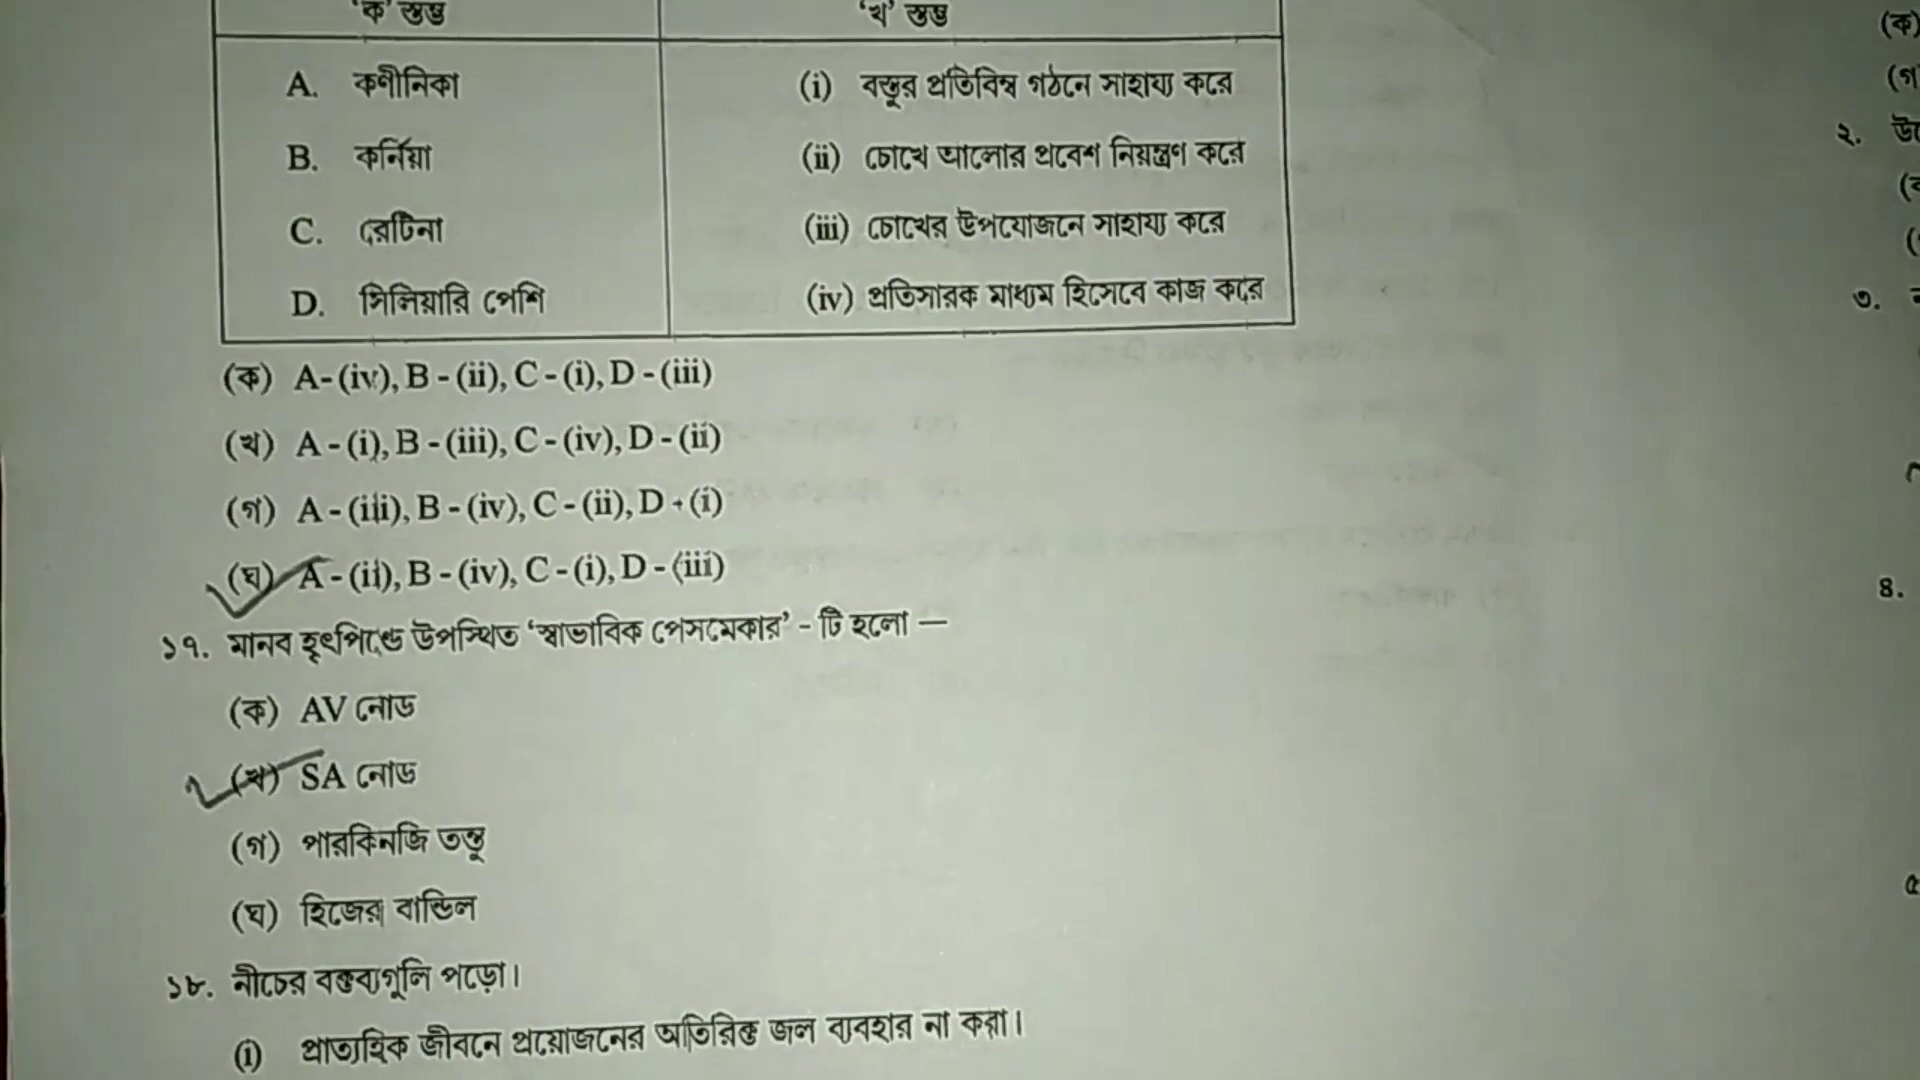 'ক' স্তম্ভ 'খ' স্তম্ভ
A. কণীনিকা (i) বস্তুর প্রতিবিম্ব গঠনে সাহায্য করে
B. কর্নিয়া (ii) চোখে আলোর প্রবেশ নিয়ন্ত্রণ করে
C. রেটিনা (iii) চোখের উপযোজনে সাহায্য করে
D. সিলিয়ারি পেশি (iv) প্রতিসারক মাধ্যম হিসেবে কাজ করে
(ক) A-(iv), B - (ii), C - (i), D - (iii)
(খ) A - (i), B - (iii), C - (iv), D - (ii)
(গ) A - (iii), B - (iv), C - (ii), D - (i)
(ঘ) A - (ii), B - (iv), C - (i), D - (iii)
১৭. মানব হৃৎপিণ্ডে উপস্থিত 'স্বাভাবিক পেসমেকার' - টি হলো —
(ক) AV নোড
(খ) SA নোড
(গ) পারকিনজি তন্তু
(ঘ) হিজের বান্ডিল
১৮. নীচের বক্তব্যগুলি পড়ো।
(i) প্রাত্যহিক জীবনে প্রয়োজনের অতিরিক্ত জল ব্যবহার না করা।
(ক)
(গ
২.
৩.
৪.